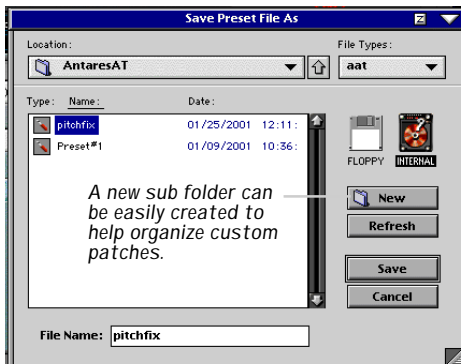 Save Preset File As
Z
Location:
File Types:
AntaresAT
aat
Type: Name: Date:
pitchfix 01/25/2001 12:11:
Preset#1 01/09/2001 10:36:
FLOPPY INTERNAL
A new sub folder can
be easily created to
help organize custom
patches.
New
Refresh
Save
Cancel
File Name: pitchfix